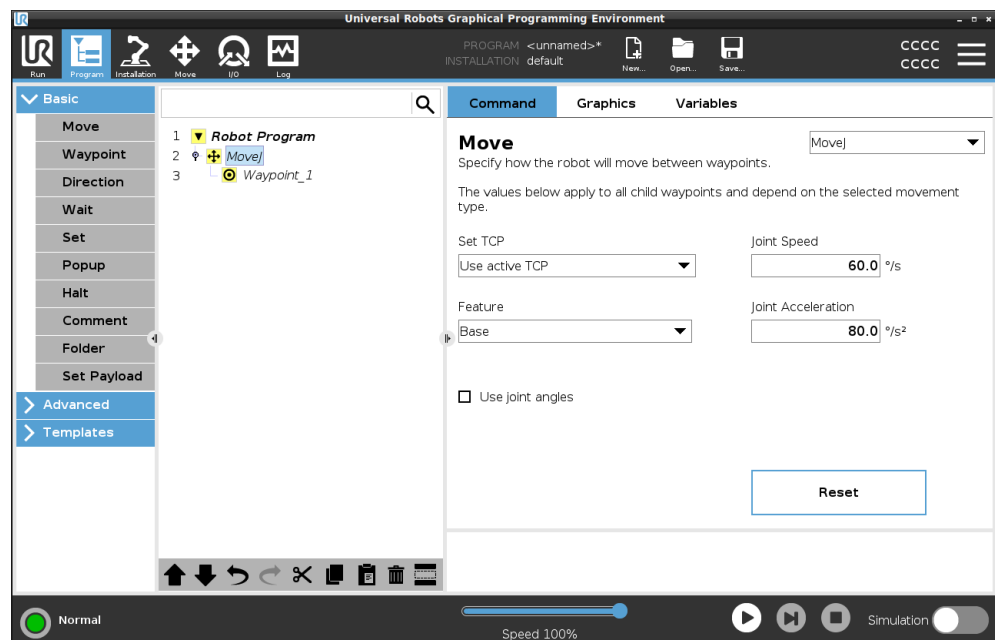 Universal Robots Graphical Programming Environment
UR
Run
Program
Installation
Move
I/O
Log
PROGRAM <unnamed>*
INSTALLATION default
New...
Open...
Save...
CCCC
CCCC
Basic
Move
Waypoint
Direction
Wait
Set
Popup
Halt
Comment
Folder
Set Payload
Advanced
Templates
1 Robot Program
2 MoveJ
3 Waypoint_1
Command Graphics Variables
Move
MoveJ
Specify how the robot will move between waypoints.
The values below apply to all child waypoints and depend on the selected movement
type.
Set TCP
Use active TCP
Joint Speed
60.0 °/s
Feature
Base
Joint Acceleration
80.0 °/s²
Use joint angles
Reset
Normal
Speed 100%
Simulation